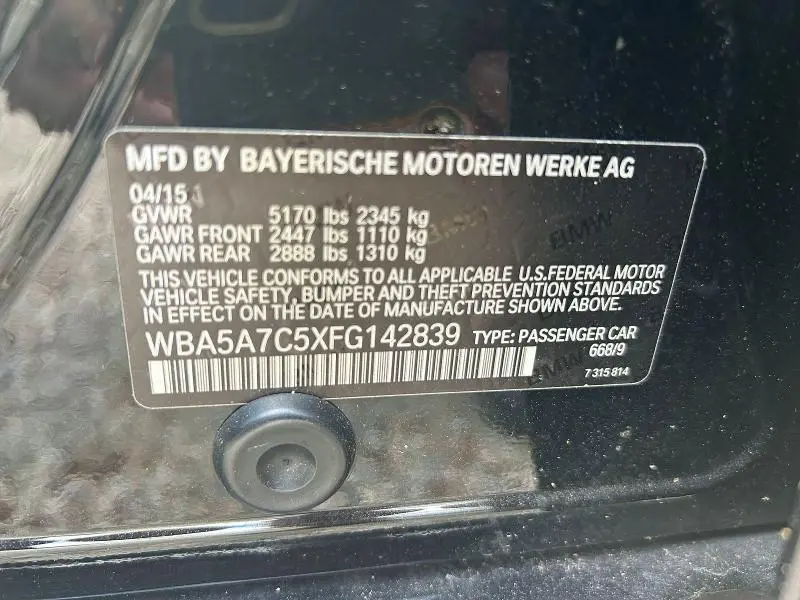 MFD BY BAYERISCHE MOTOREN WERKE AG
04/15
GVWR 5170 lbs 2345 kg
GAWR FRONT 2447 lbs 1110 kg
GAWR REAR 2888 lbs 1310 kg
THIS VEHICLE CONFORMS TO ALL APPLICABLE U.S.FEDERAL MOTOR
VEHICLE SAFETY, BUMPER AND THEFT PREVENTION STANDARDS
IN EFFECT ON THE DATE OF MANUFACTURE SHOWN ABOVE.
WBA5A7C5XFG142839 TYPE: PASSENGER CAR
668/9
7 315 814
BMW
BMW